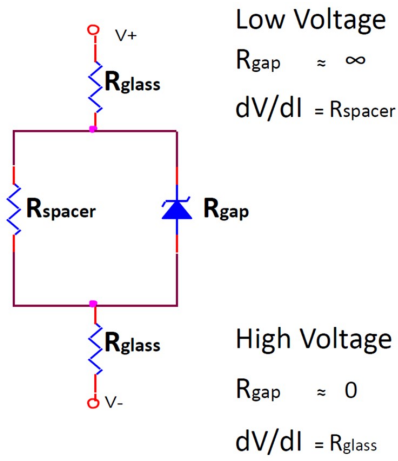 V+
Rglass
Rspacer
Rgap
Rglass
V-
Low Voltage
Rgap ≈ ∞
dV/dI = Rspacer
High Voltage
Rgap ≈ 0
dV/dI = Rglass